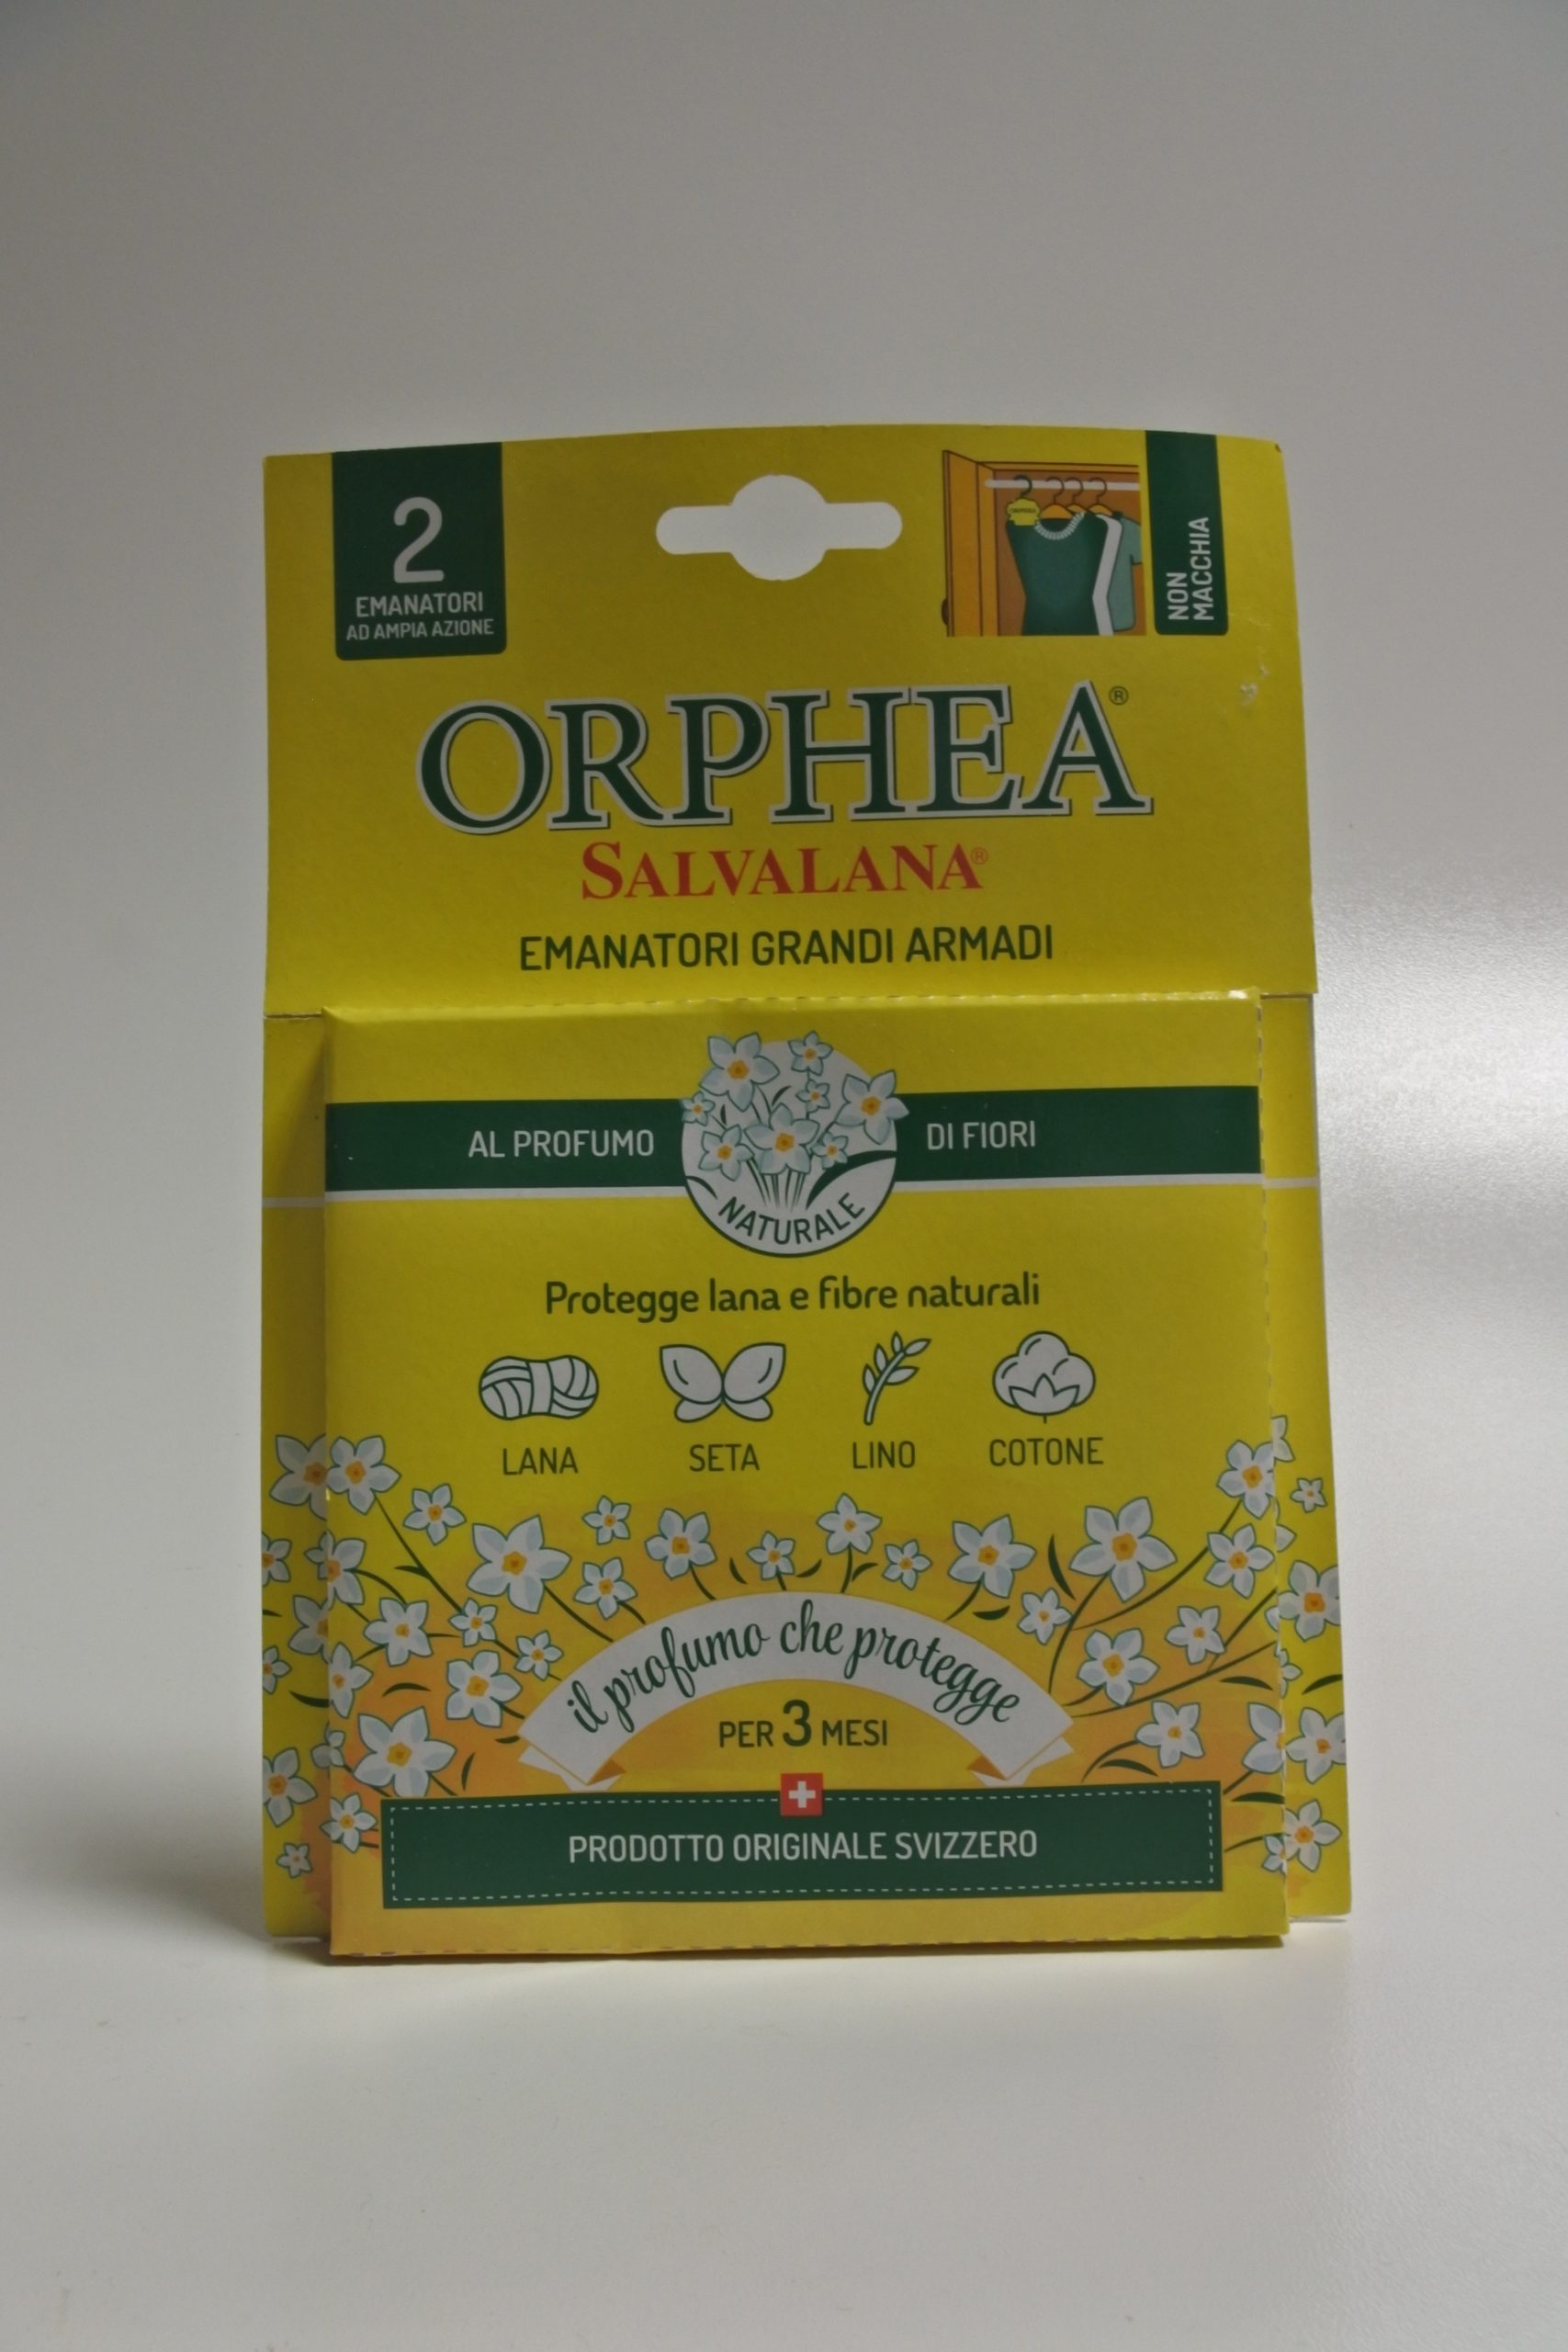 2
EMANATORI
AD AMPIA AZIONE
NON
MACCHIA
ORPHEA®
SALVALANA®
EMANATORI GRANDI ARMADI
AL PROFUMO DI FIORI
NATURALE
Protegge lana e fibre naturali
LANA SETA LINO COTONE
il profumo che protegge
PER 3 MESI
PRODOTTO ORIGINALE SVIZZERO